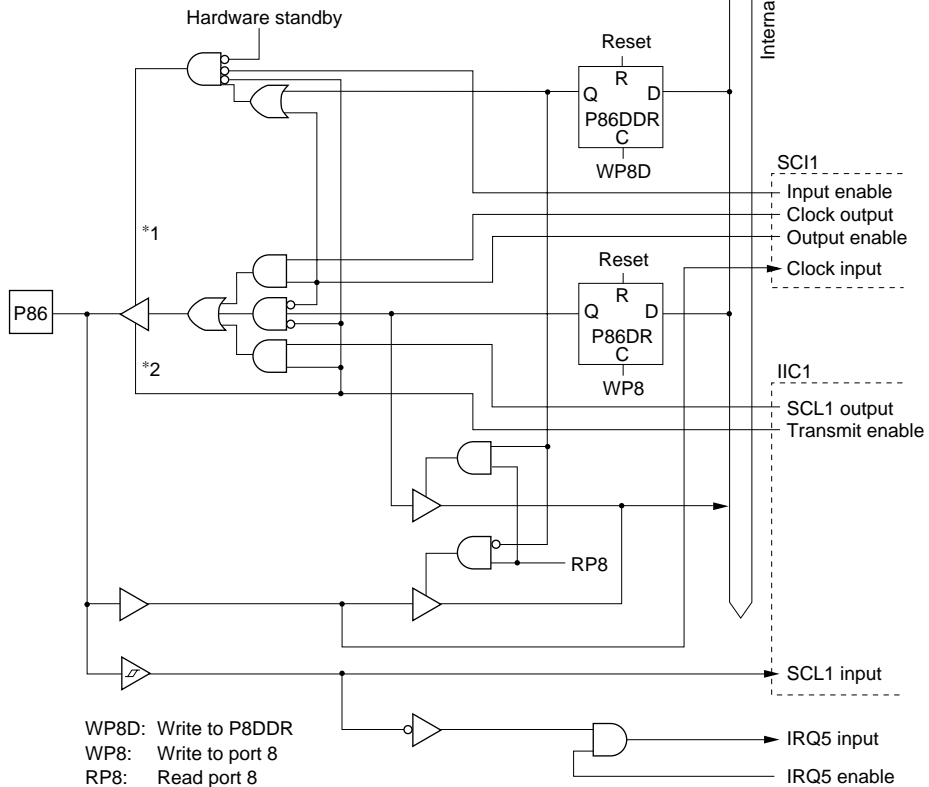 Hardware standby
Interna
Reset
R
Q D
P86DDR
C
WP8D
SCI1
Input enable
Clock output
Output enable
Clock input
*1
Reset
R
P86
Q D
P86DR
C
WP8
*2
IIC1
SCL1 output
Transmit enable
RP8
SCL1 input
WP8D: Write to P8DDR
WP8: Write to port 8
RP8: Read port 8
IRQ5 input
IRQ5 enable